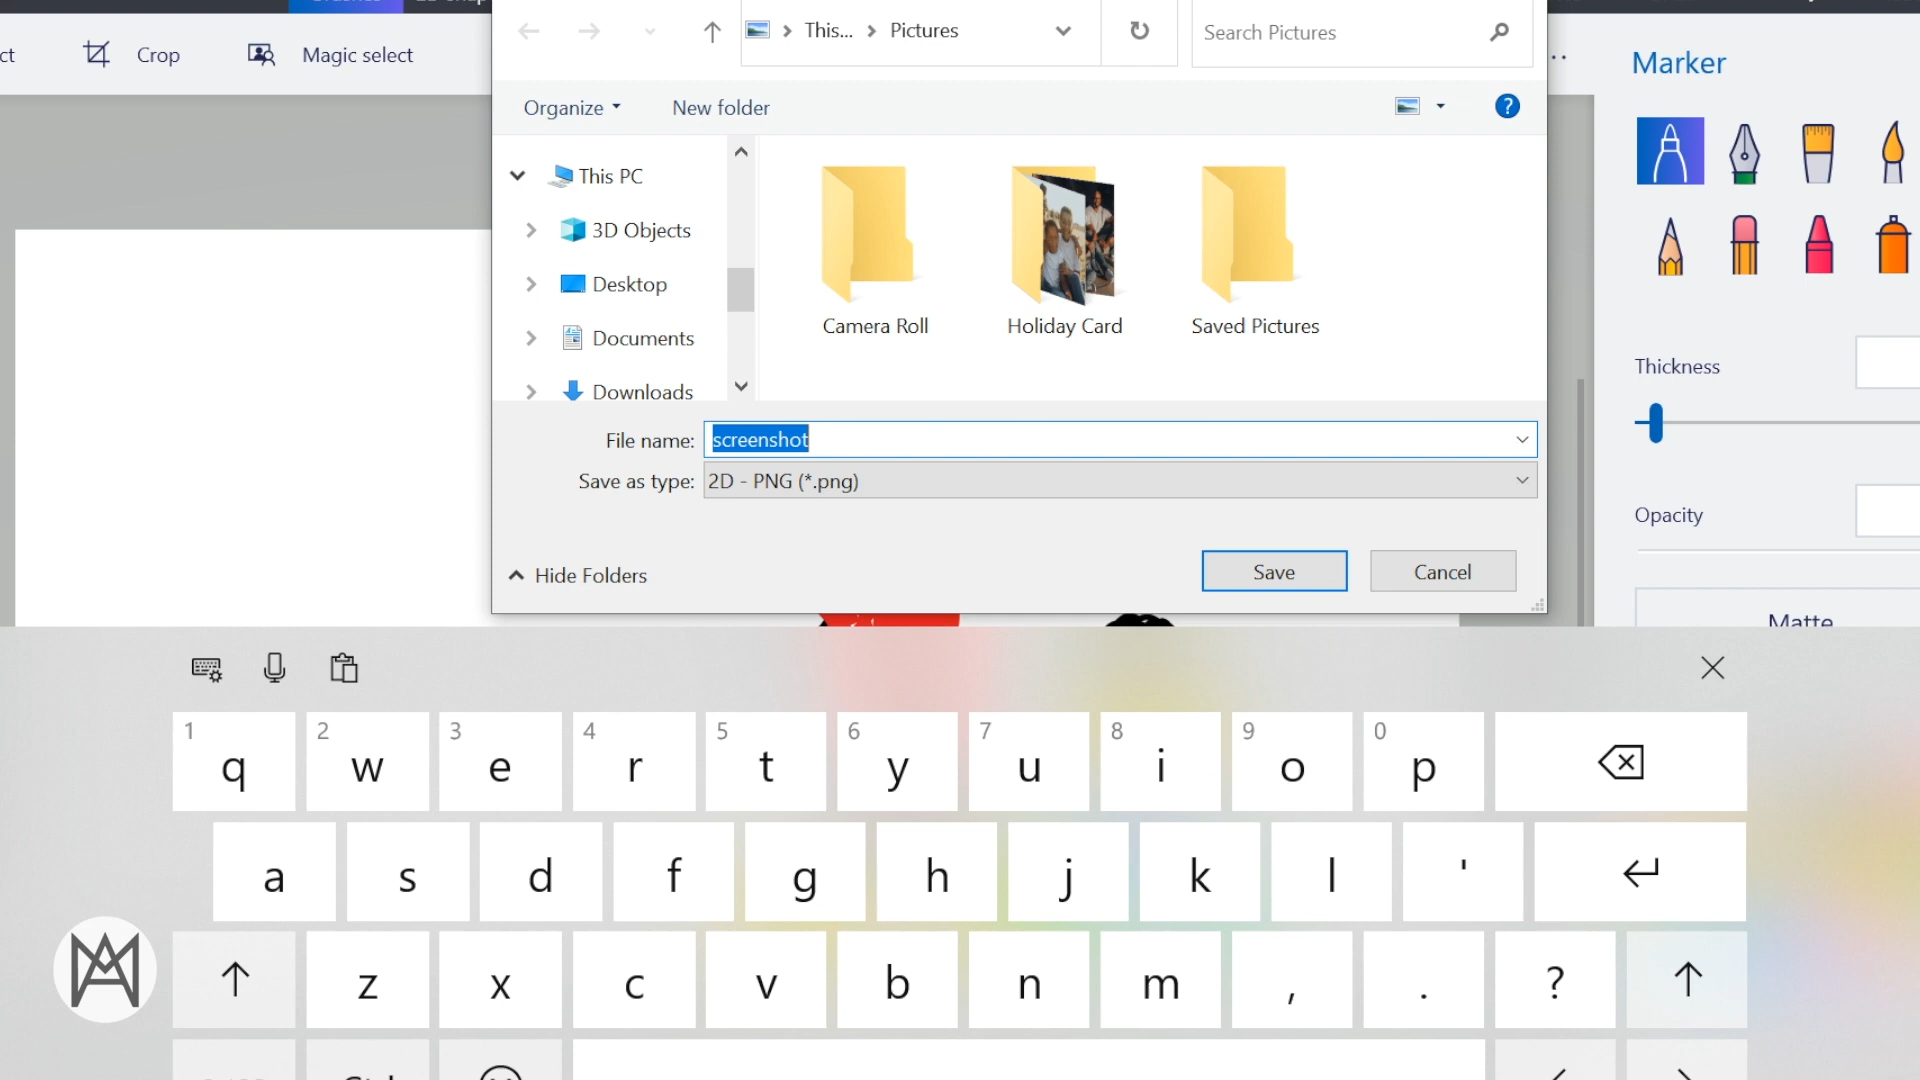 ct Crop Magic select
This... Pictures
Search Pictures
Organize New folder
?
This PC
3D Objects
Desktop
Documents
Downloads
Camera Roll Holiday Card Saved Pictures
File name: screenshot
Save as type: 2D - PNG (*.png)
Hide Folders
Save Cancel
Marker
Thickness
Opacity
Matte
1 2 3 4 5 6 7 8 9 0
q w e r t y u i o p
a s d f g h j k l '
z x c v b n m , . ?